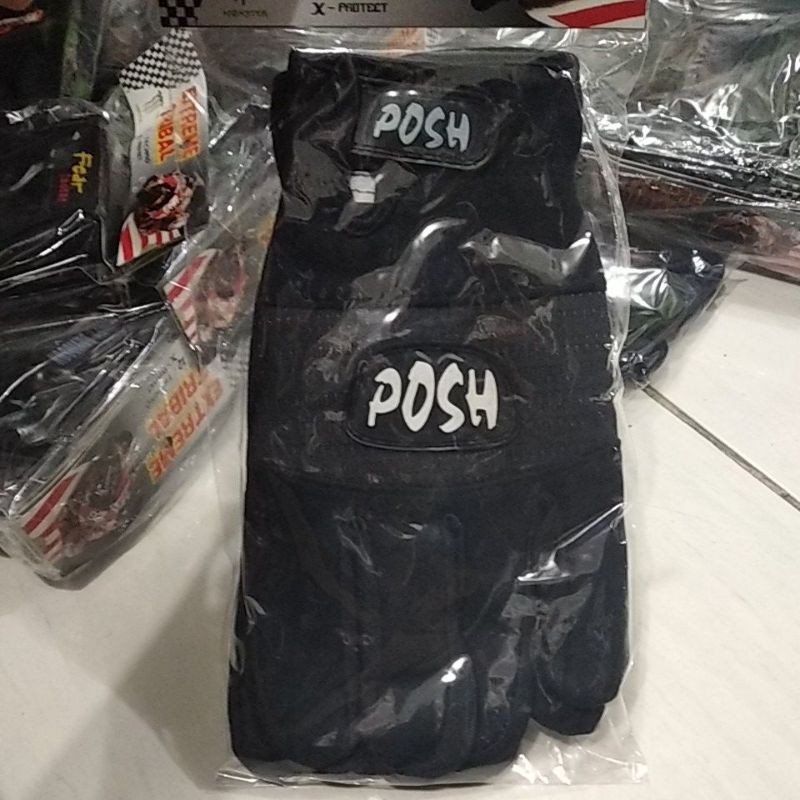 X - PROTECT
POSH
POSH
EXTREME
TRIBAL
Fear
EXTREME
TRIBAL